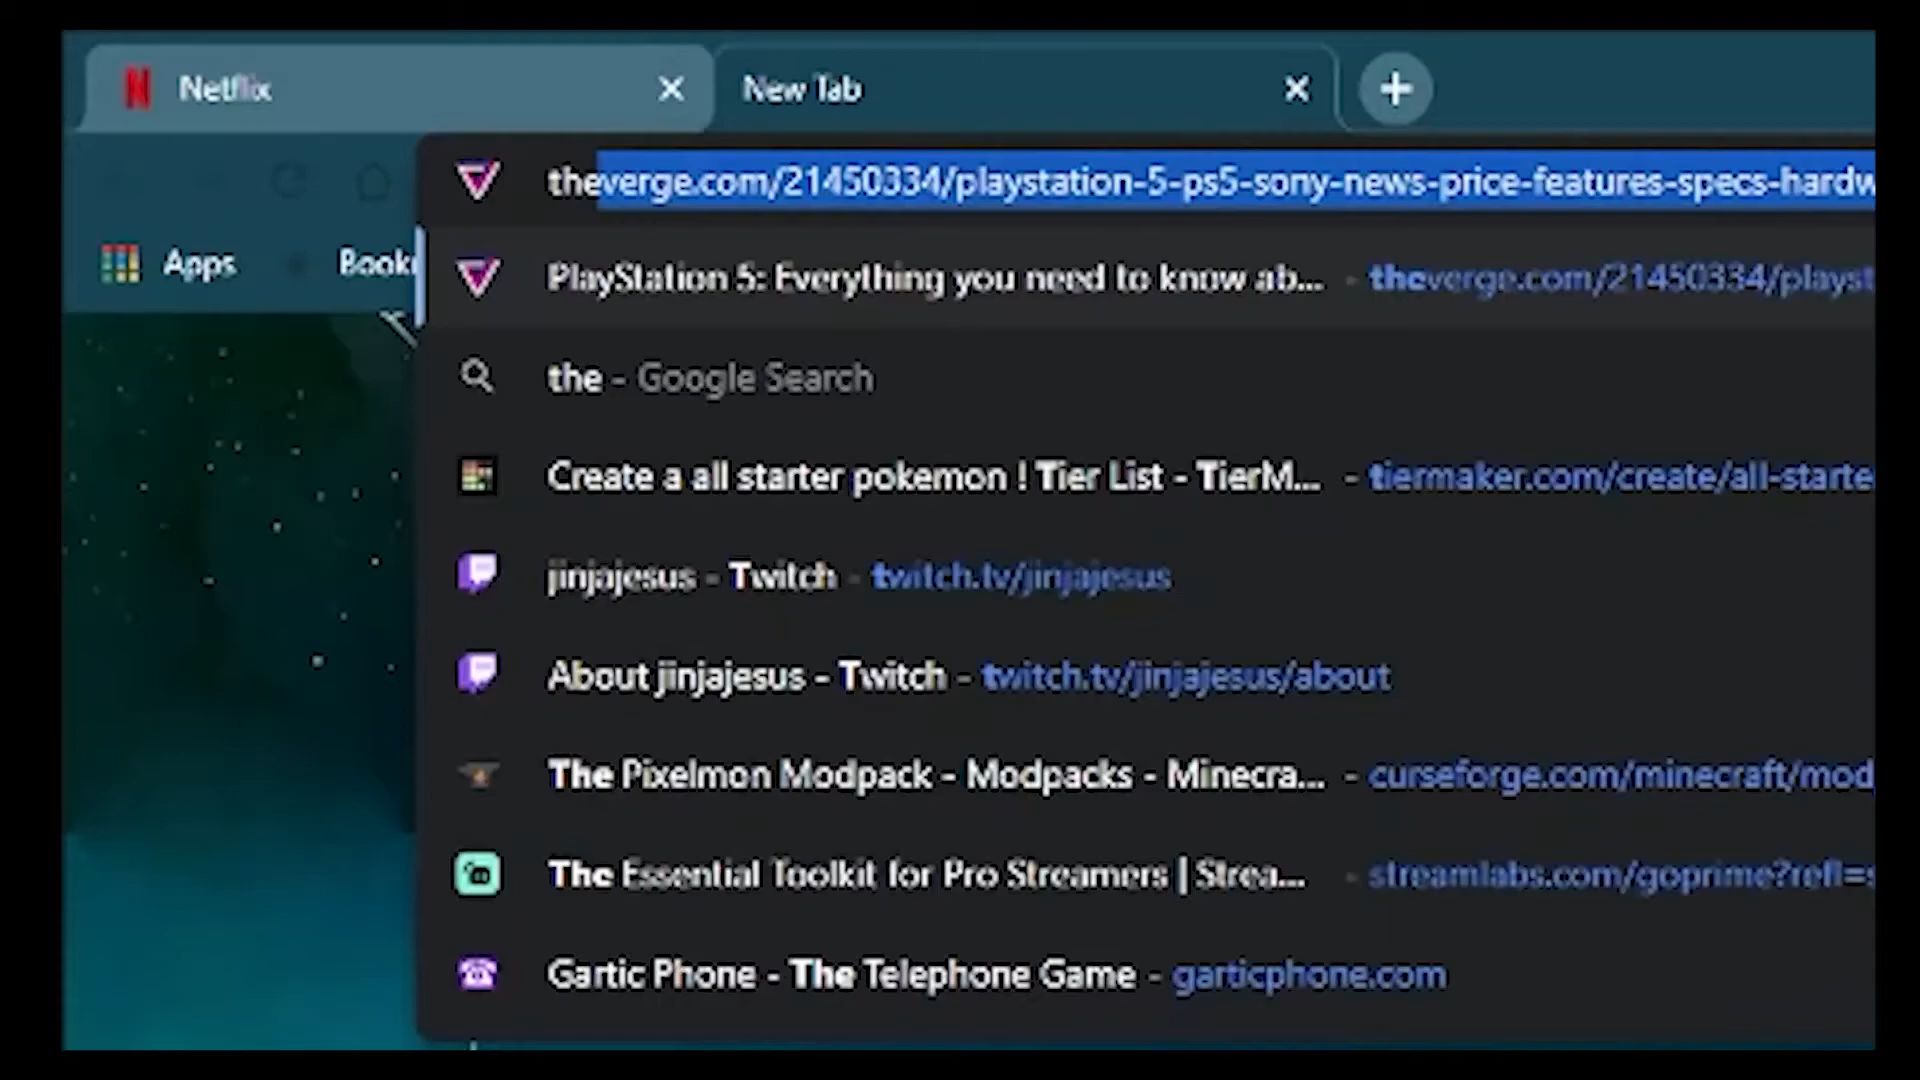 Netflix
New Tab
theverge.com/21450334/playstation-5-ps5-sony-news-price-features-specs-hardw
Apps
Book
PlayStation 5: Everything you need to know ab... - theverge.com/21450334/playst
the - Google Search
Create a all starter pokemon ! Tier List - TierM... - tiermaker.com/create/all-starte
jinjajesus - Twitch - twitch.tv/jinjajesus
About jinjajesus - Twitch - twitch.tv/jinjajesus/about
The Pixelmon Modpack - Modpacks - Minecra... - curseforge.com/minecraft/mod
The Essential Toolkit for Pro Streamers | Strea... - streamlabs.com/goprime?refl=s
Gartic Phone - The Telephone Game - garticphone.com